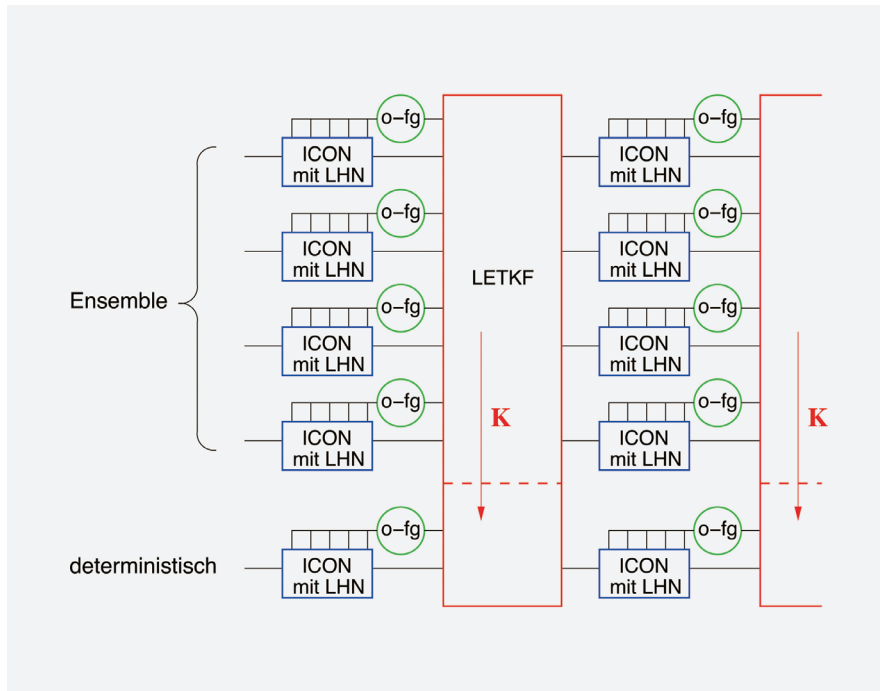 o–fg
o–fg
ICON
mit LHN
ICON
mit LHN
o–fg
o–fg
ICON
mit LHN
ICON
mit LHN
LETKF
Ensemble
o–fg
o–fg
ICON
mit LHN
ICON
mit LHN
o–fg
o–fg
K
K
ICON
mit LHN
ICON
mit LHN
o–fg
o–fg
deterministisch
ICON
mit LHN
ICON
mit LHN